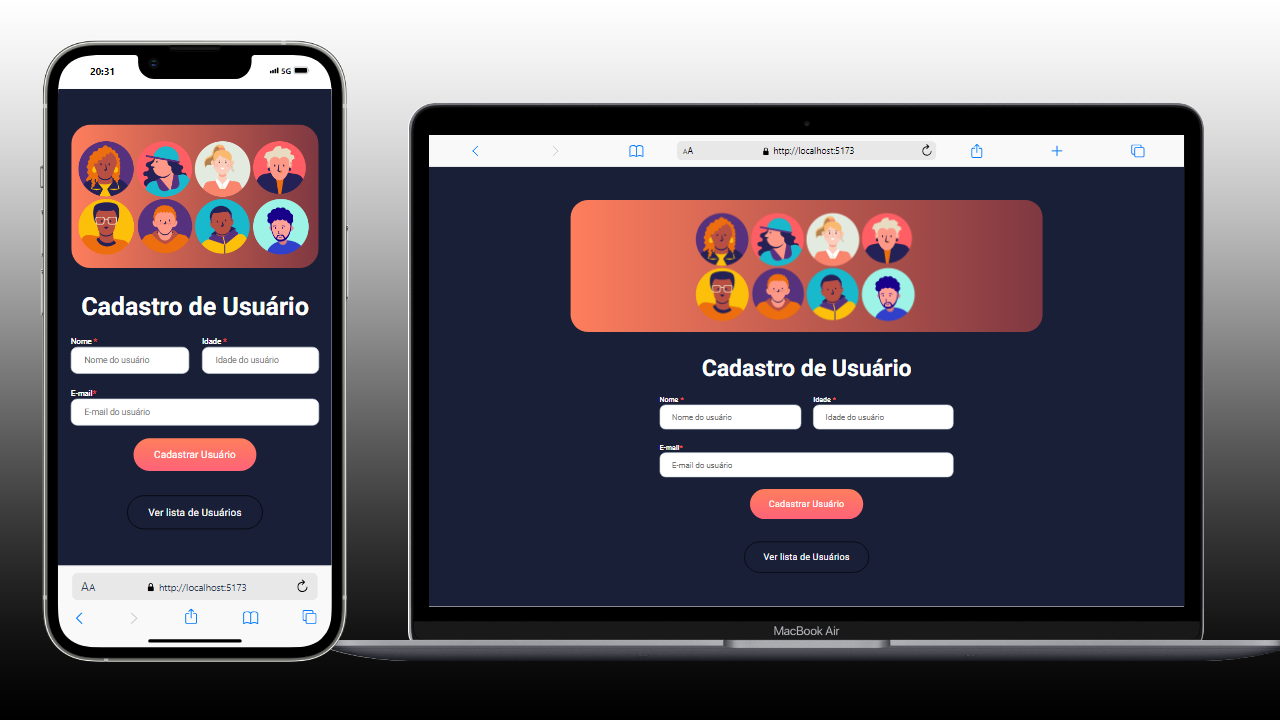 20:31
5G
Cadastro de Usuário
Nome * Idade *
Nome do usuário Idade do usuário
E-mail*
E-mail do usuário
Cadastrar Usuário
Ver lista de Usuários
AA http://localhost:5173
AA http://localhost:5173
Cadastro de Usuário
Nome * Idade *
Nome do usuário Idade do usuário
E-mail*
E-mail do usuário
Cadastrar Usuário
Ver lista de Usuários
MacBook Air